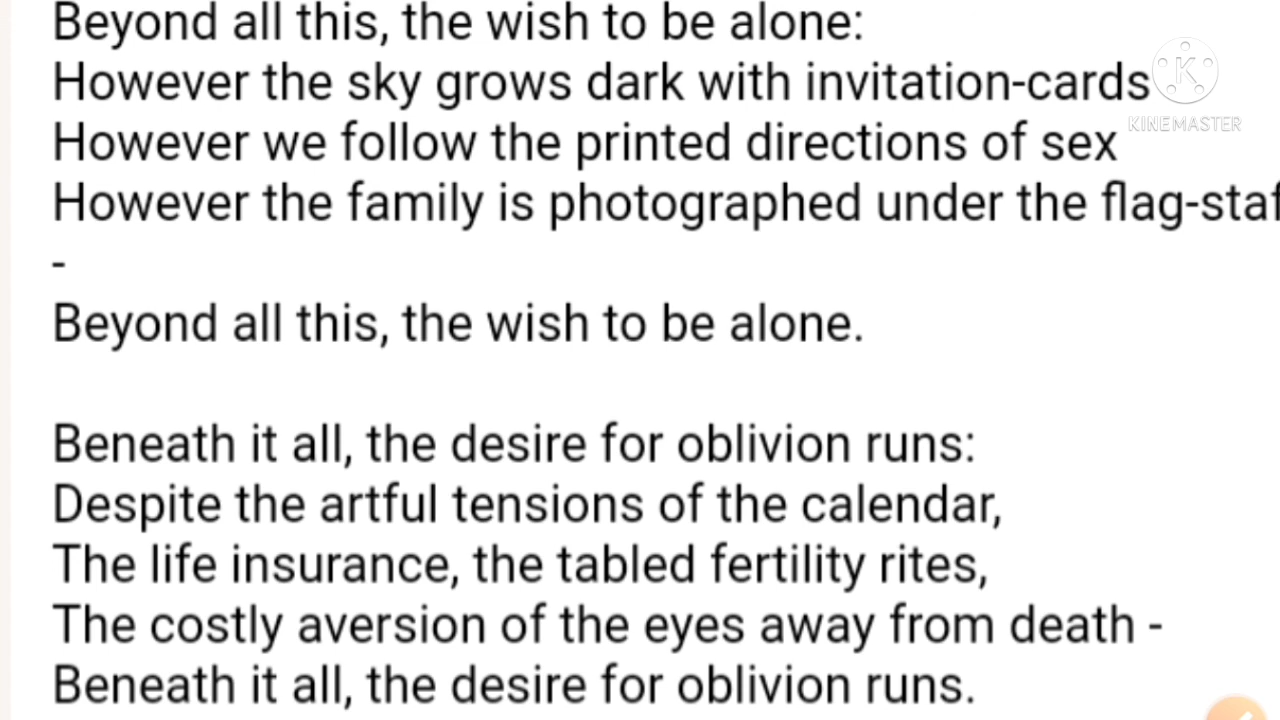 Beyond all this, the wish to be alone:
However the sky grows dark with invitation-cards
However we follow the printed directions of sex
However the family is photographed under the flag-staf
-
Beyond all this, the wish to be alone.
Beneath it all, the desire for oblivion runs:
Despite the artful tensions of the calendar,
The life insurance, the tabled fertility rites,
The costly aversion of the eyes away from death -
Beneath it all, the desire for oblivion runs.
K
KINEMASTER